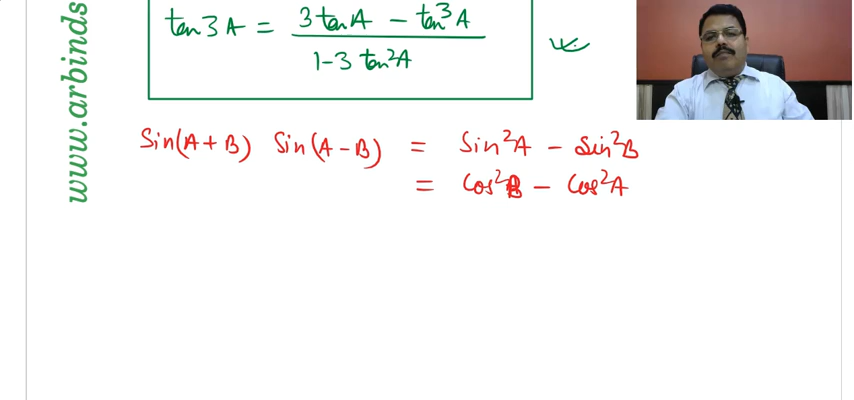 www.arbinds
tan 3A = 3 tan A − tan³A / 1−3 tan²A
Sin(A+B) Sin(A−B) = Sin²A − Sin²B
= Cos²B − Cos²A